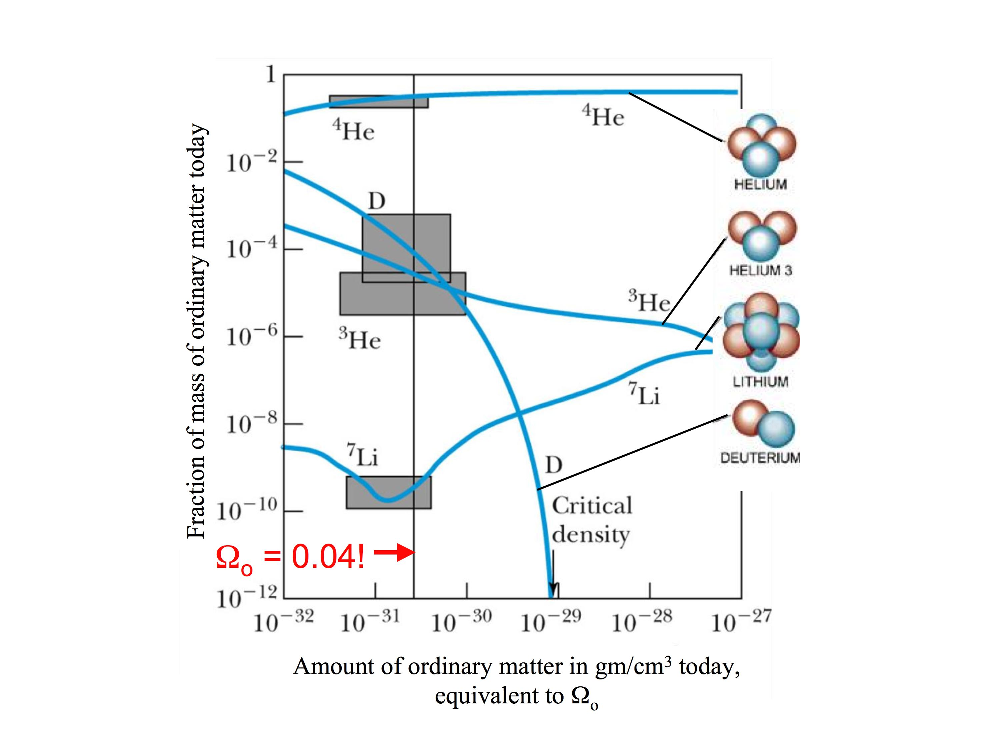 Fraction of mass of ordinary matter today
1
10⁻²
10⁻⁴
10⁻⁶
10⁻⁸
10⁻¹⁰
10⁻¹²
⁴He
⁴He
D
³He
³He
⁷Li
⁷Li
D
Critical
density
Ωₒ = 0.04!
HELIUM
HELIUM 3
LITHIUM
DEUTERIUM
10⁻³² 10⁻³¹ 10⁻³⁰ 10⁻²⁹ 10⁻²⁸ 10⁻²⁷
Amount of ordinary matter in gm/cm³ today,
equivalent to Ωₒ